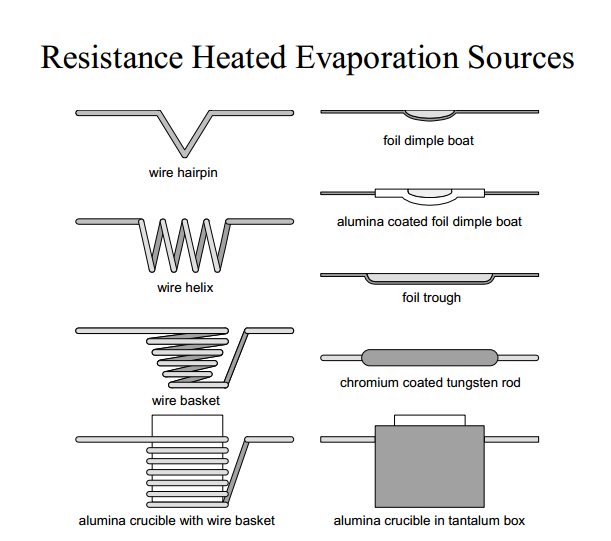 Resistance Heated Evaporation Sources
wire hairpin
foil dimple boat
alumina coated foil dimple boat
wire helix
foil trough
chromium coated tungsten rod
wire basket
alumina crucible with wire basket
alumina crucible in tantalum box